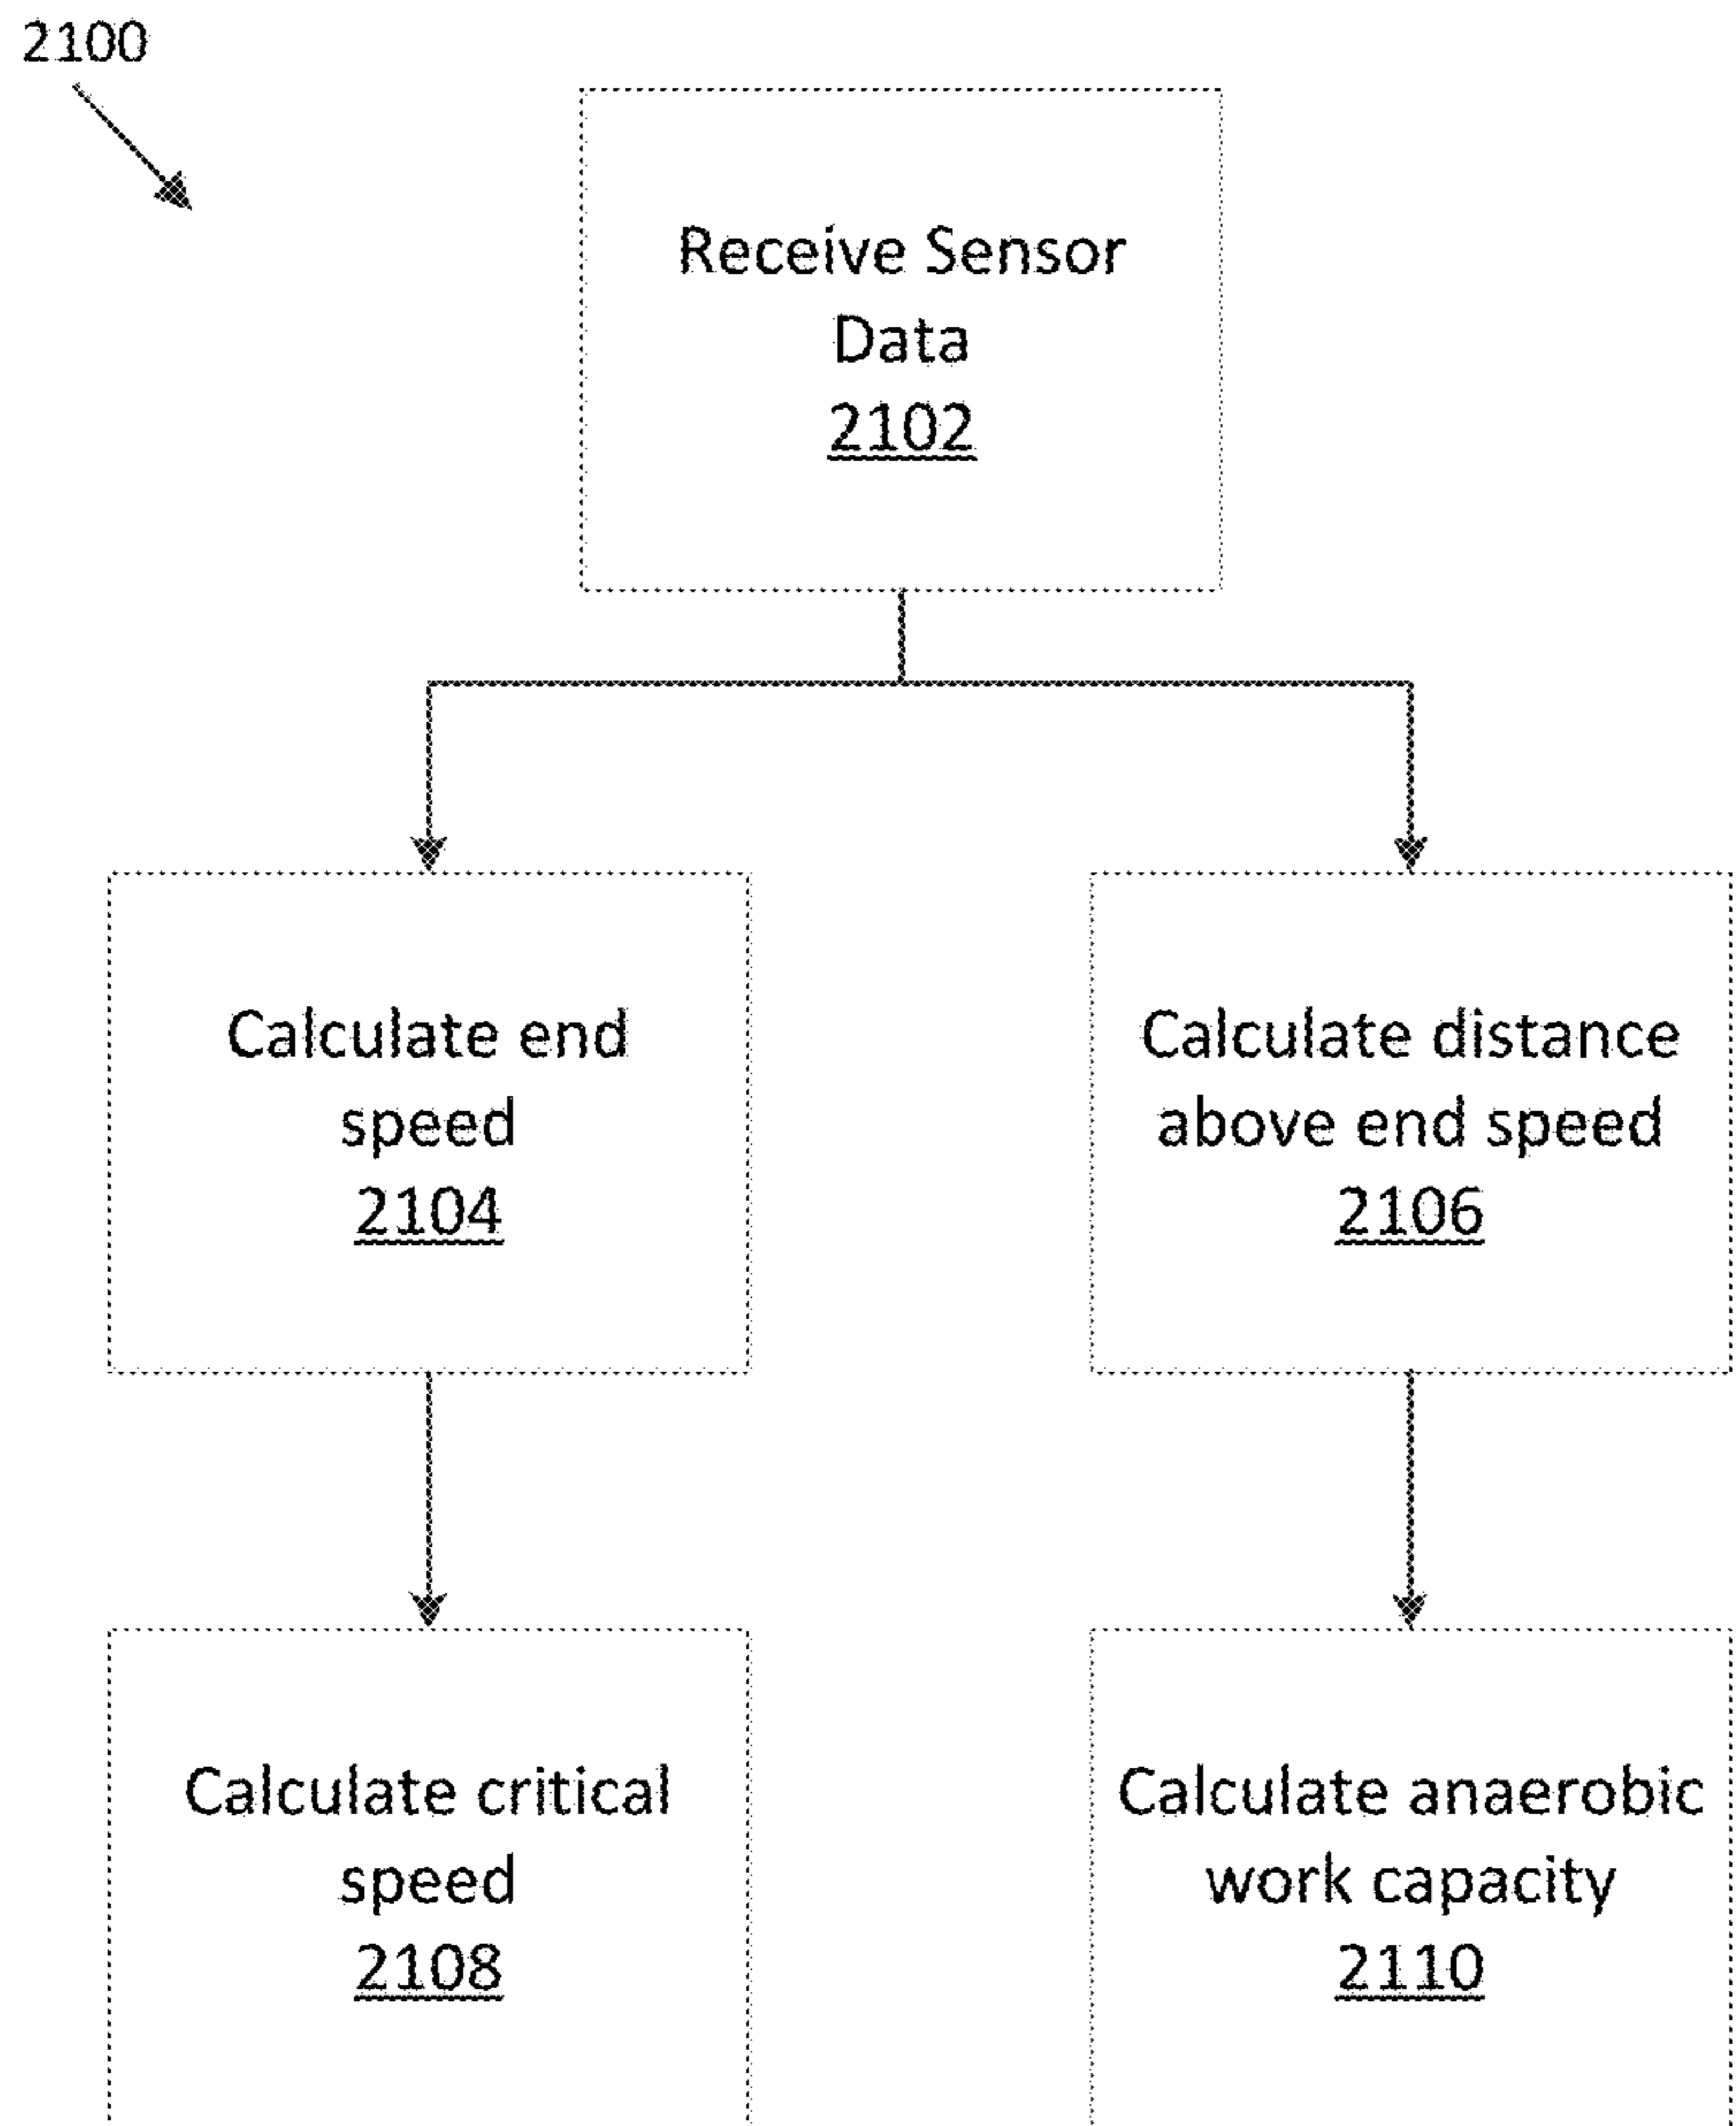 2100
Receive Sensor
Data
2102
Calculate end
speed
2104
Calculate distance
above end speed
2106
Calculate critical
speed
2108
Calculate anaerobic
work capacity
2110